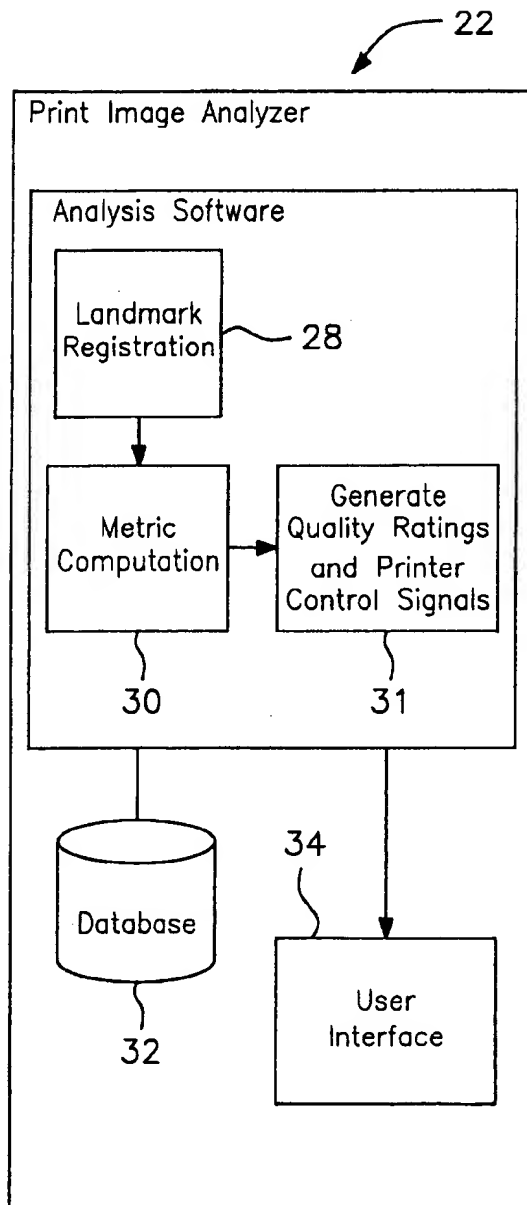 22
Print Image Analyzer
Analysis Software
Landmark
Registration
28
Metric
Computation
Generate
Quality Ratings
and Printer
Control Signals
30
31
34
Database
User
Interface
32